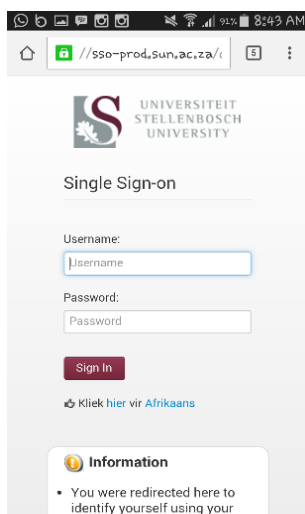 91% 8:43 AM
//sso-prod.sun.ac.za/
5
UNIVERSITEIT
STELLENBOSCH
UNIVERSITY
Single Sign-on
Username:
Username
Password:
Password
Sign In
Kliek hier vir Afrikaans
Information
• You were redirected here to
identify yourself using your